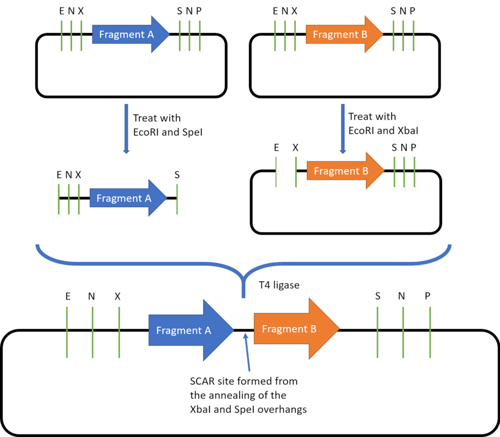 E N X
Fragment A
S N P
E N X
Fragment B
S N P
Treat with
EcoRI and SpeI
Treat with
EcoRI and XbaI
E N X
Fragment A
S
E
X
Fragment B
S N P
T4 ligase
E
N
X
Fragment A
Fragment B
S
N
P
SCAR site formed from
the annealing of the
XbaI and SpeI overhangs